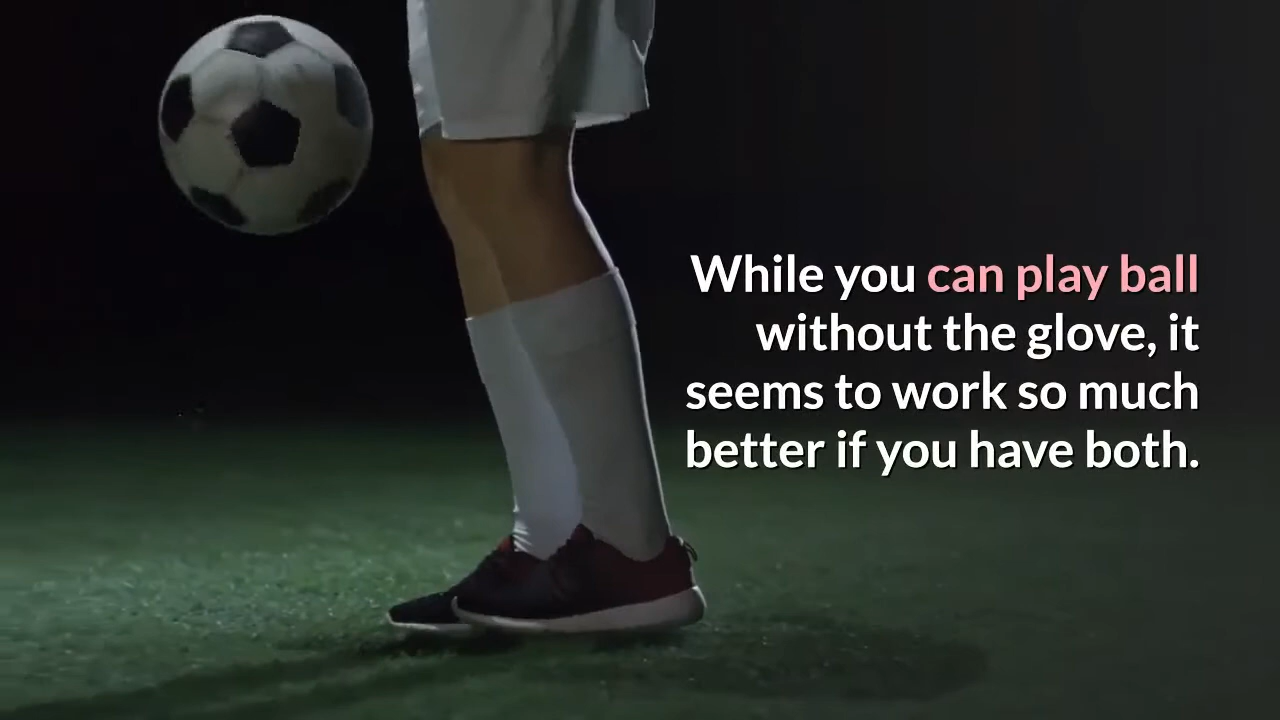 While you can play ball
without the glove, it
seems to work so much
better if you have both.